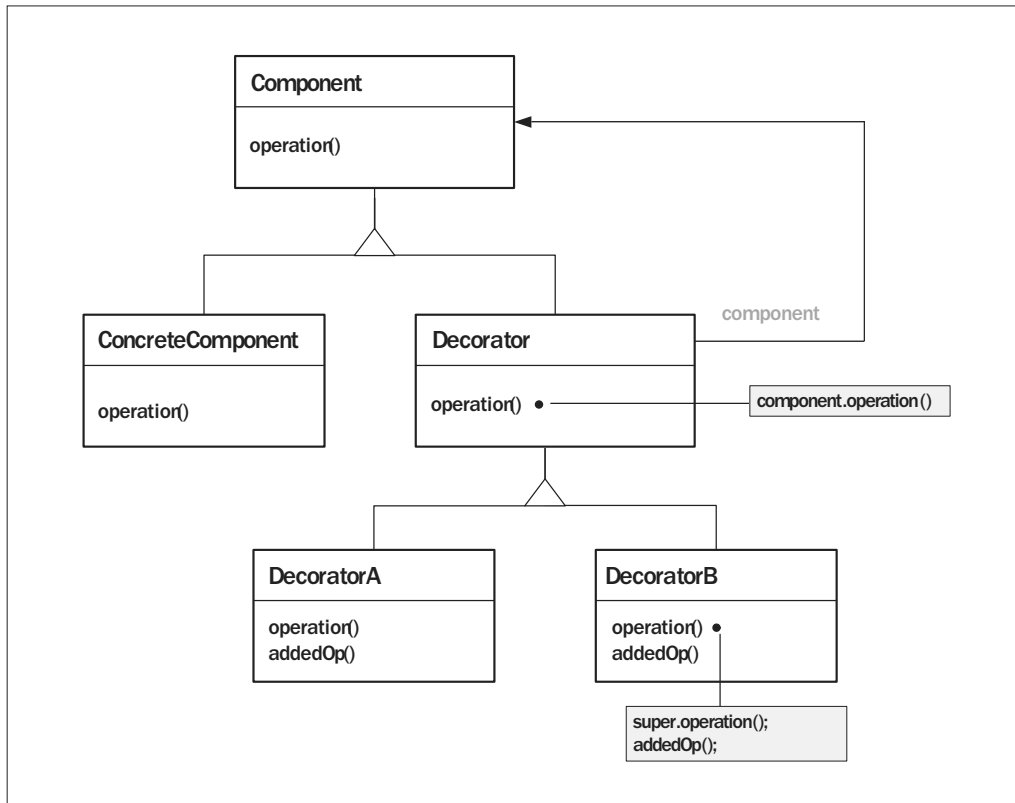 Component
operation()
component
ConcreteComponent
operation()
Decorator
operation()
component.operation()
DecoratorA
operation()
addedOp()
DecoratorB
operation()
addedOp()
super.operation();
addedOp();